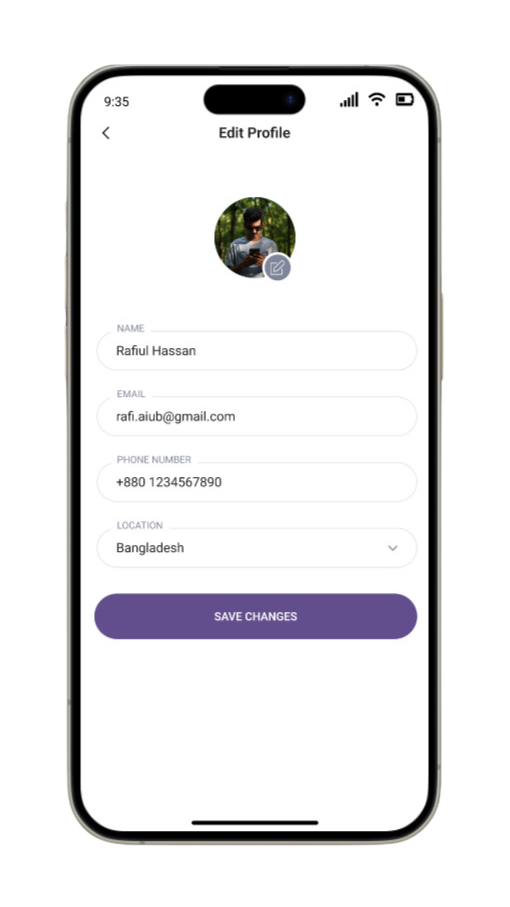 9:35
Edit Profile
NAME
Rafiul Hassan
EMAIL
rafi.aiub@gmail.com
PHONE NUMBER
+880 1234567890
LOCATION
Bangladesh
SAVE CHANGES